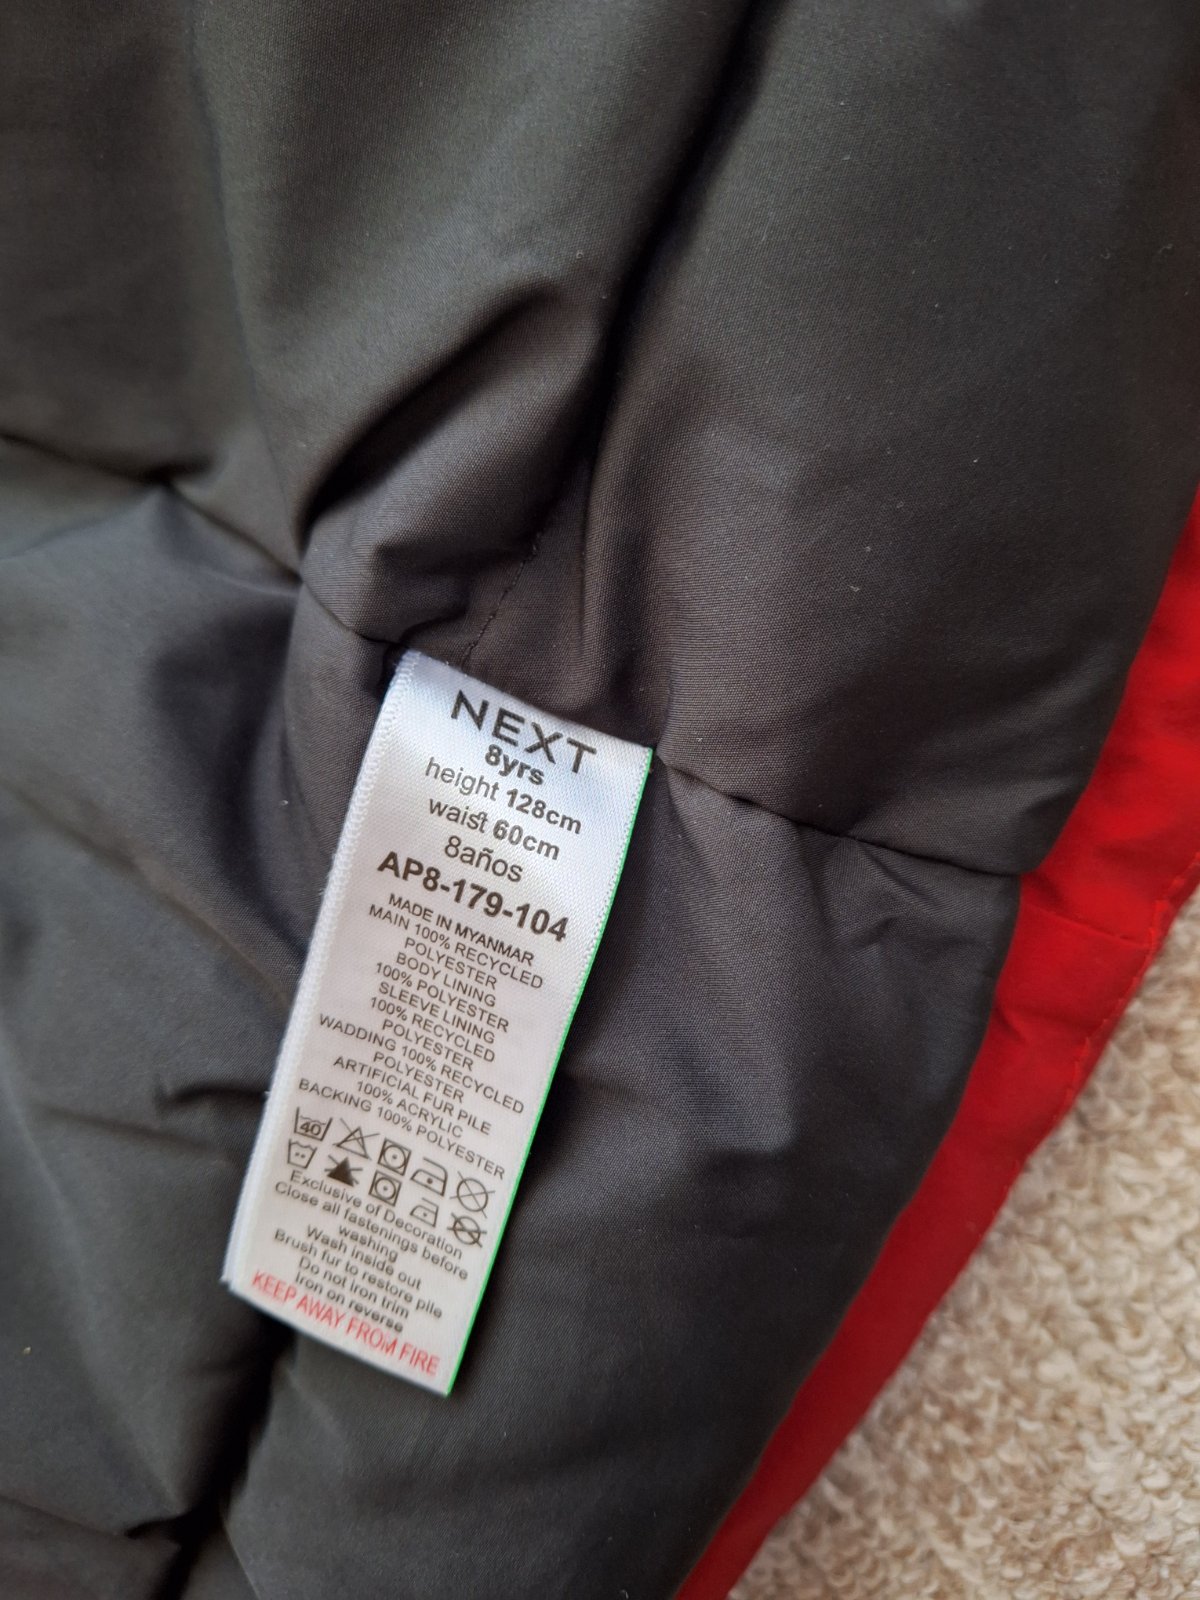 NEXT
8yrs
height 128cm
waist 60cm
8años
AP8-179-104
MADE IN MYANMAR
MAIN 100% RECYCLED
POLYESTER
BODY LINING
100% POLYESTER
SLEEVE LINING
100% RECYCLED
POLYESTER
WADDING 100% RECYCLED
POLYESTER
ARTIFICIAL FUR PILE
100% ACRYLIC
BACKING 100% POLYESTER
40
Exclusive of Decoration
Close all fastenings before
washing
Wash inside out
Brush fur to restore pile
Do not iron trim
Iron on reverse
KEEP AWAY FROM FIRE